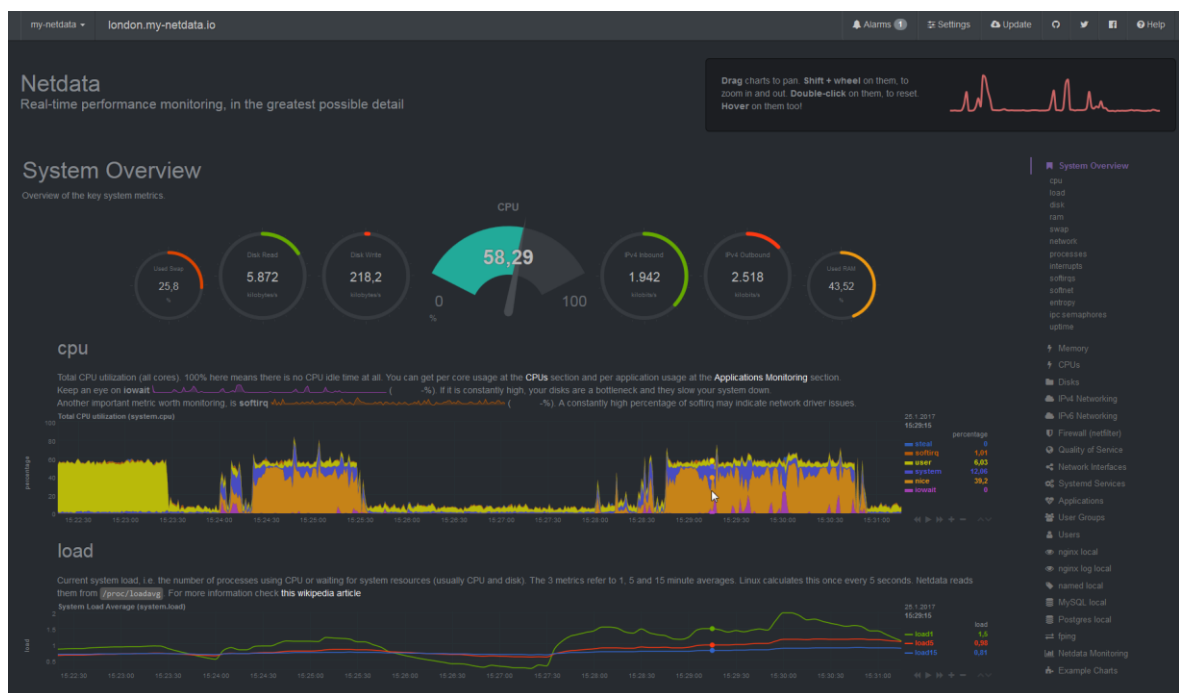 my-netdata
london.my-netdata.io
Alarms 1
Settings
Update
Help
Netdata
Real-time performance monitoring, in the greatest possible detail
Drag charts to pan. Shift + wheel on them, to
zoom in and out. Double-click on them, to reset.
Hover on them too!
System Overview
Overview of the key system metrics.
Used Swap
25,8
%
Disk Read
5.872
kilobytes/s
Disk Write
218,2
kilobytes/s
CPU
58,29
0
100
%
IPv4 Inbound
1.942
kilobits/s
IPv4 Outbound
2.518
kilobits/s
Used RAM
43,52
%
cpu
Total CPU utilization (all cores). 100% here means there is no CPU idle time at all. You can get per core usage at the CPUs section and per application usage at the Applications Monitoring section.
Keep an eye on iowait ( -%). If it is constantly high, your disks are a bottleneck and they slow your system down.
Another important metric worth monitoring, is softirq ( -%). A constantly high percentage of softirq may indicate network driver issues.
Total CPU utilization (system.cpu)
percentage
100
80
60
40
20
0
15:22:30 15:23:00 15:23:30 15:24:00 15:24:30 15:25:00 15:25:30 15:26:00 15:26:30 15:27:00 15:27:30 15:28:00 15:28:30 15:29:00 15:29:30 15:30:00 15:30:30 15:31:00
15:29:15
percentage
steal 0
softirq 1,01
user 6,03
system 12,06
nice 39,2
iowait 0
load
Current system load, i.e. the number of processes using CPU or waiting for system resources (usually CPU and disk). The 3 metrics refer to 1, 5 and 15 minute averages. Linux calculates this once every 5 seconds. Netdata reads
them from /proc/loadavg. For more information check this wikipedia article
System Load Average (system.load)
load
2
1,5
1
0,5
15:22:30 15:23:00 15:23:30 15:24:00 15:24:30 15:25:00 15:25:30 15:26:00 15:26:30 15:27:00 15:27:30 15:28:00 15:28:30 15:29:00 15:29:30 15:30:00 15:30:30 15:31:00
15:29:15
load
load1 1,5
load5 0,98
load15 0,81
System Overview
cpu
load
disk
ram
swap
network
processes
interrupts
softirqs
softnet
entropy
ipc semaphores
uptime
Memory
CPUs
Disks
IPv4 Networking
IPv6 Networking
Firewall (netfilter)
Quality of Service
Network Interfaces
Systemd Services
Applications
User Groups
Users
nginx local
nginx log local
named local
MySQL local
Postgres local
fping
Netdata Monitoring
Example Charts